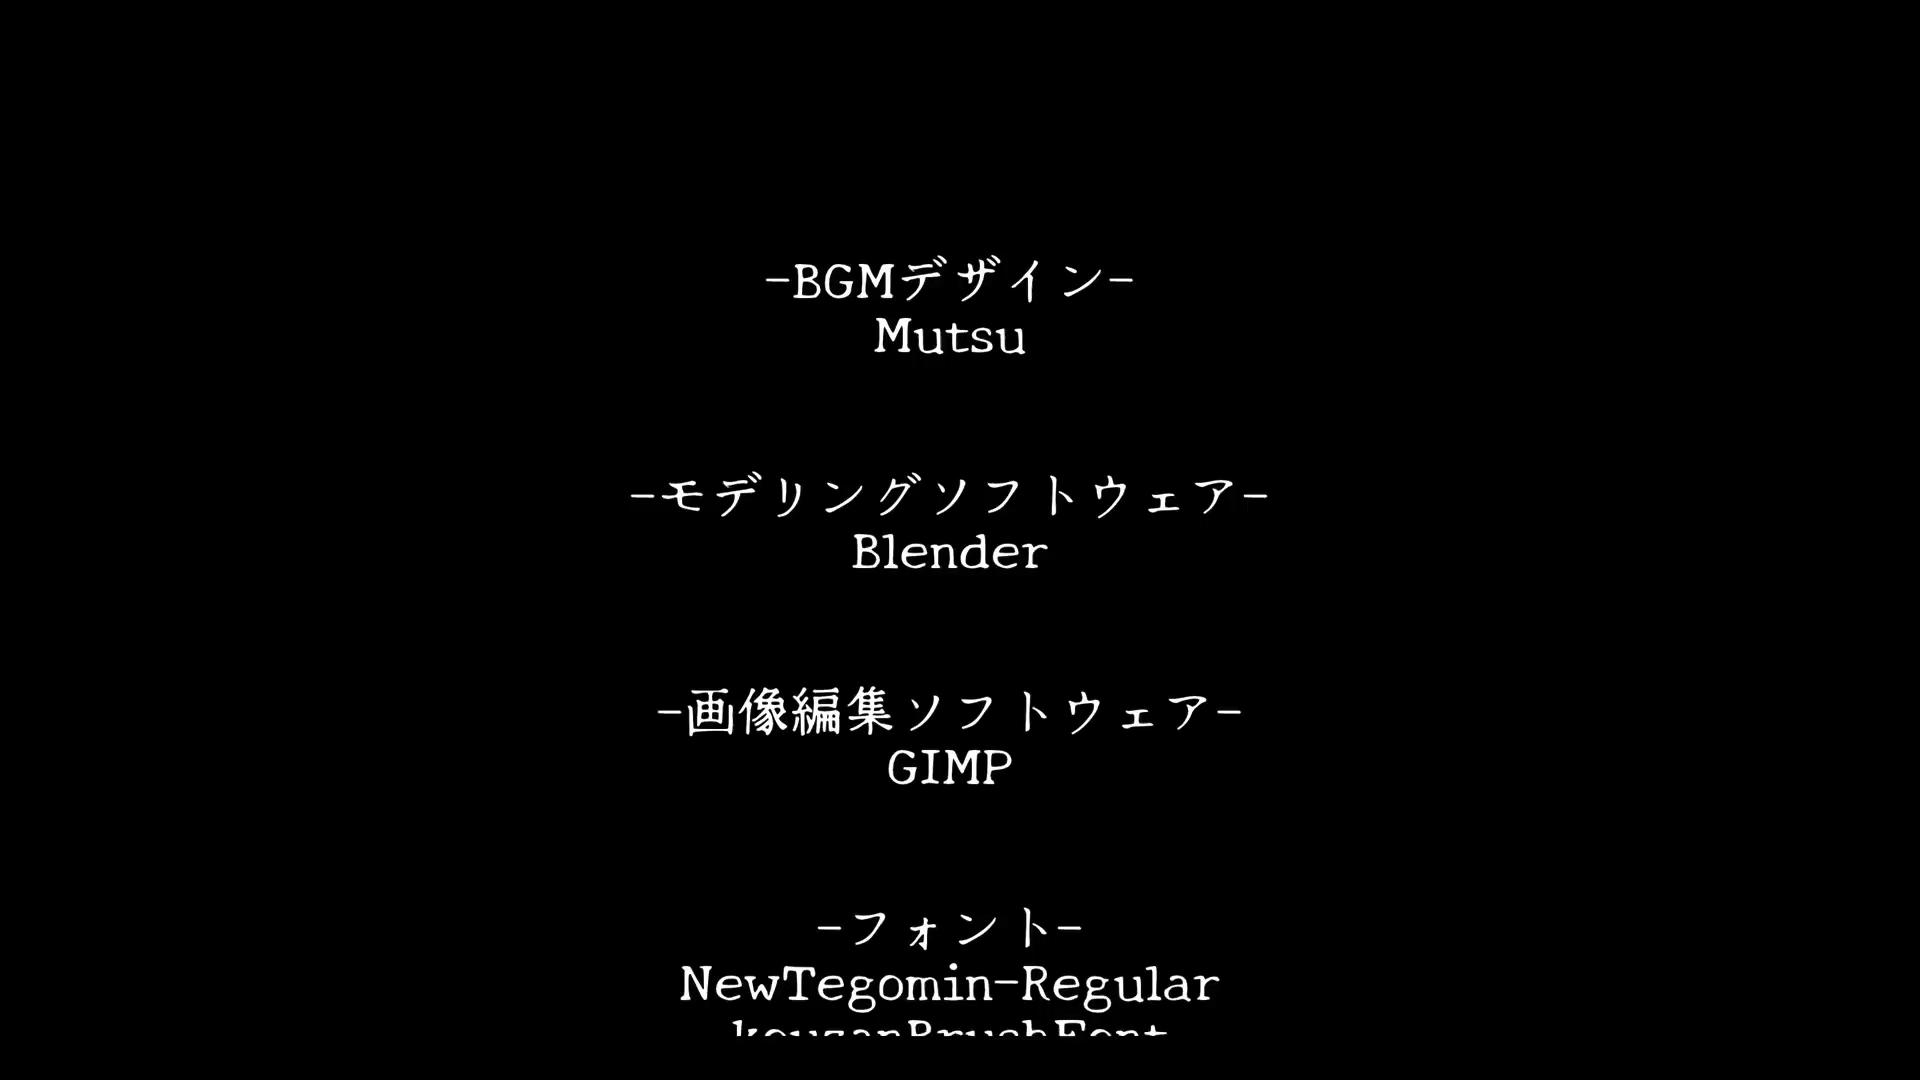 -BGMデザイン-
Mutsu
-モデリングソフトウェア-
Blender
-画像編集ソフトウェア-
GIMP
-フォント-
NewTegomin-Regular
kouzanBrushFont